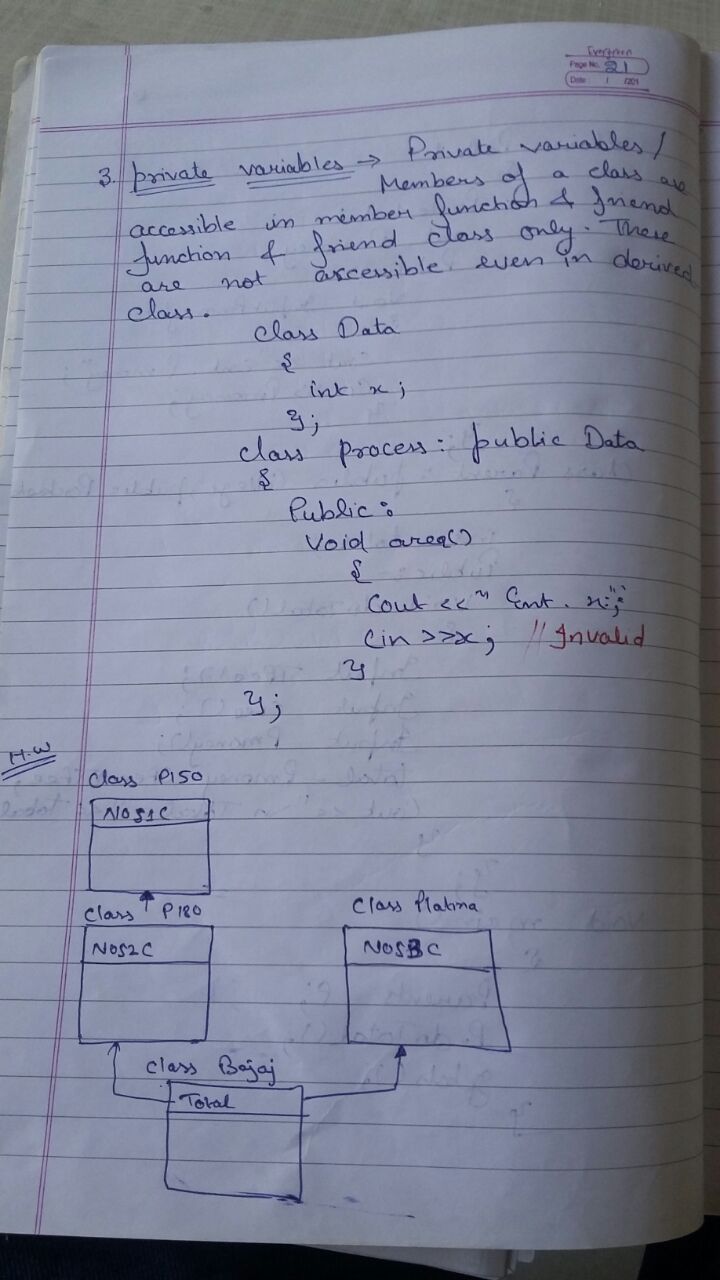 Evergreen
Page No. 21
Date: / /201
3. private variables → Private variables/
Members of a class are
accessible in member function & friend
function & friend class only. These
are not accessible even in derived
class.
class Data
{
int x;
};
class process: public Data
{
Public:
Void area()
{
Cout <<" Ent. x:";
Cin >>x; // Invalid
}
};
H.W
Class P150
NOS1C
Class P180
Class Platina
NOS2C
NOS3C
Class Bajaj
Total